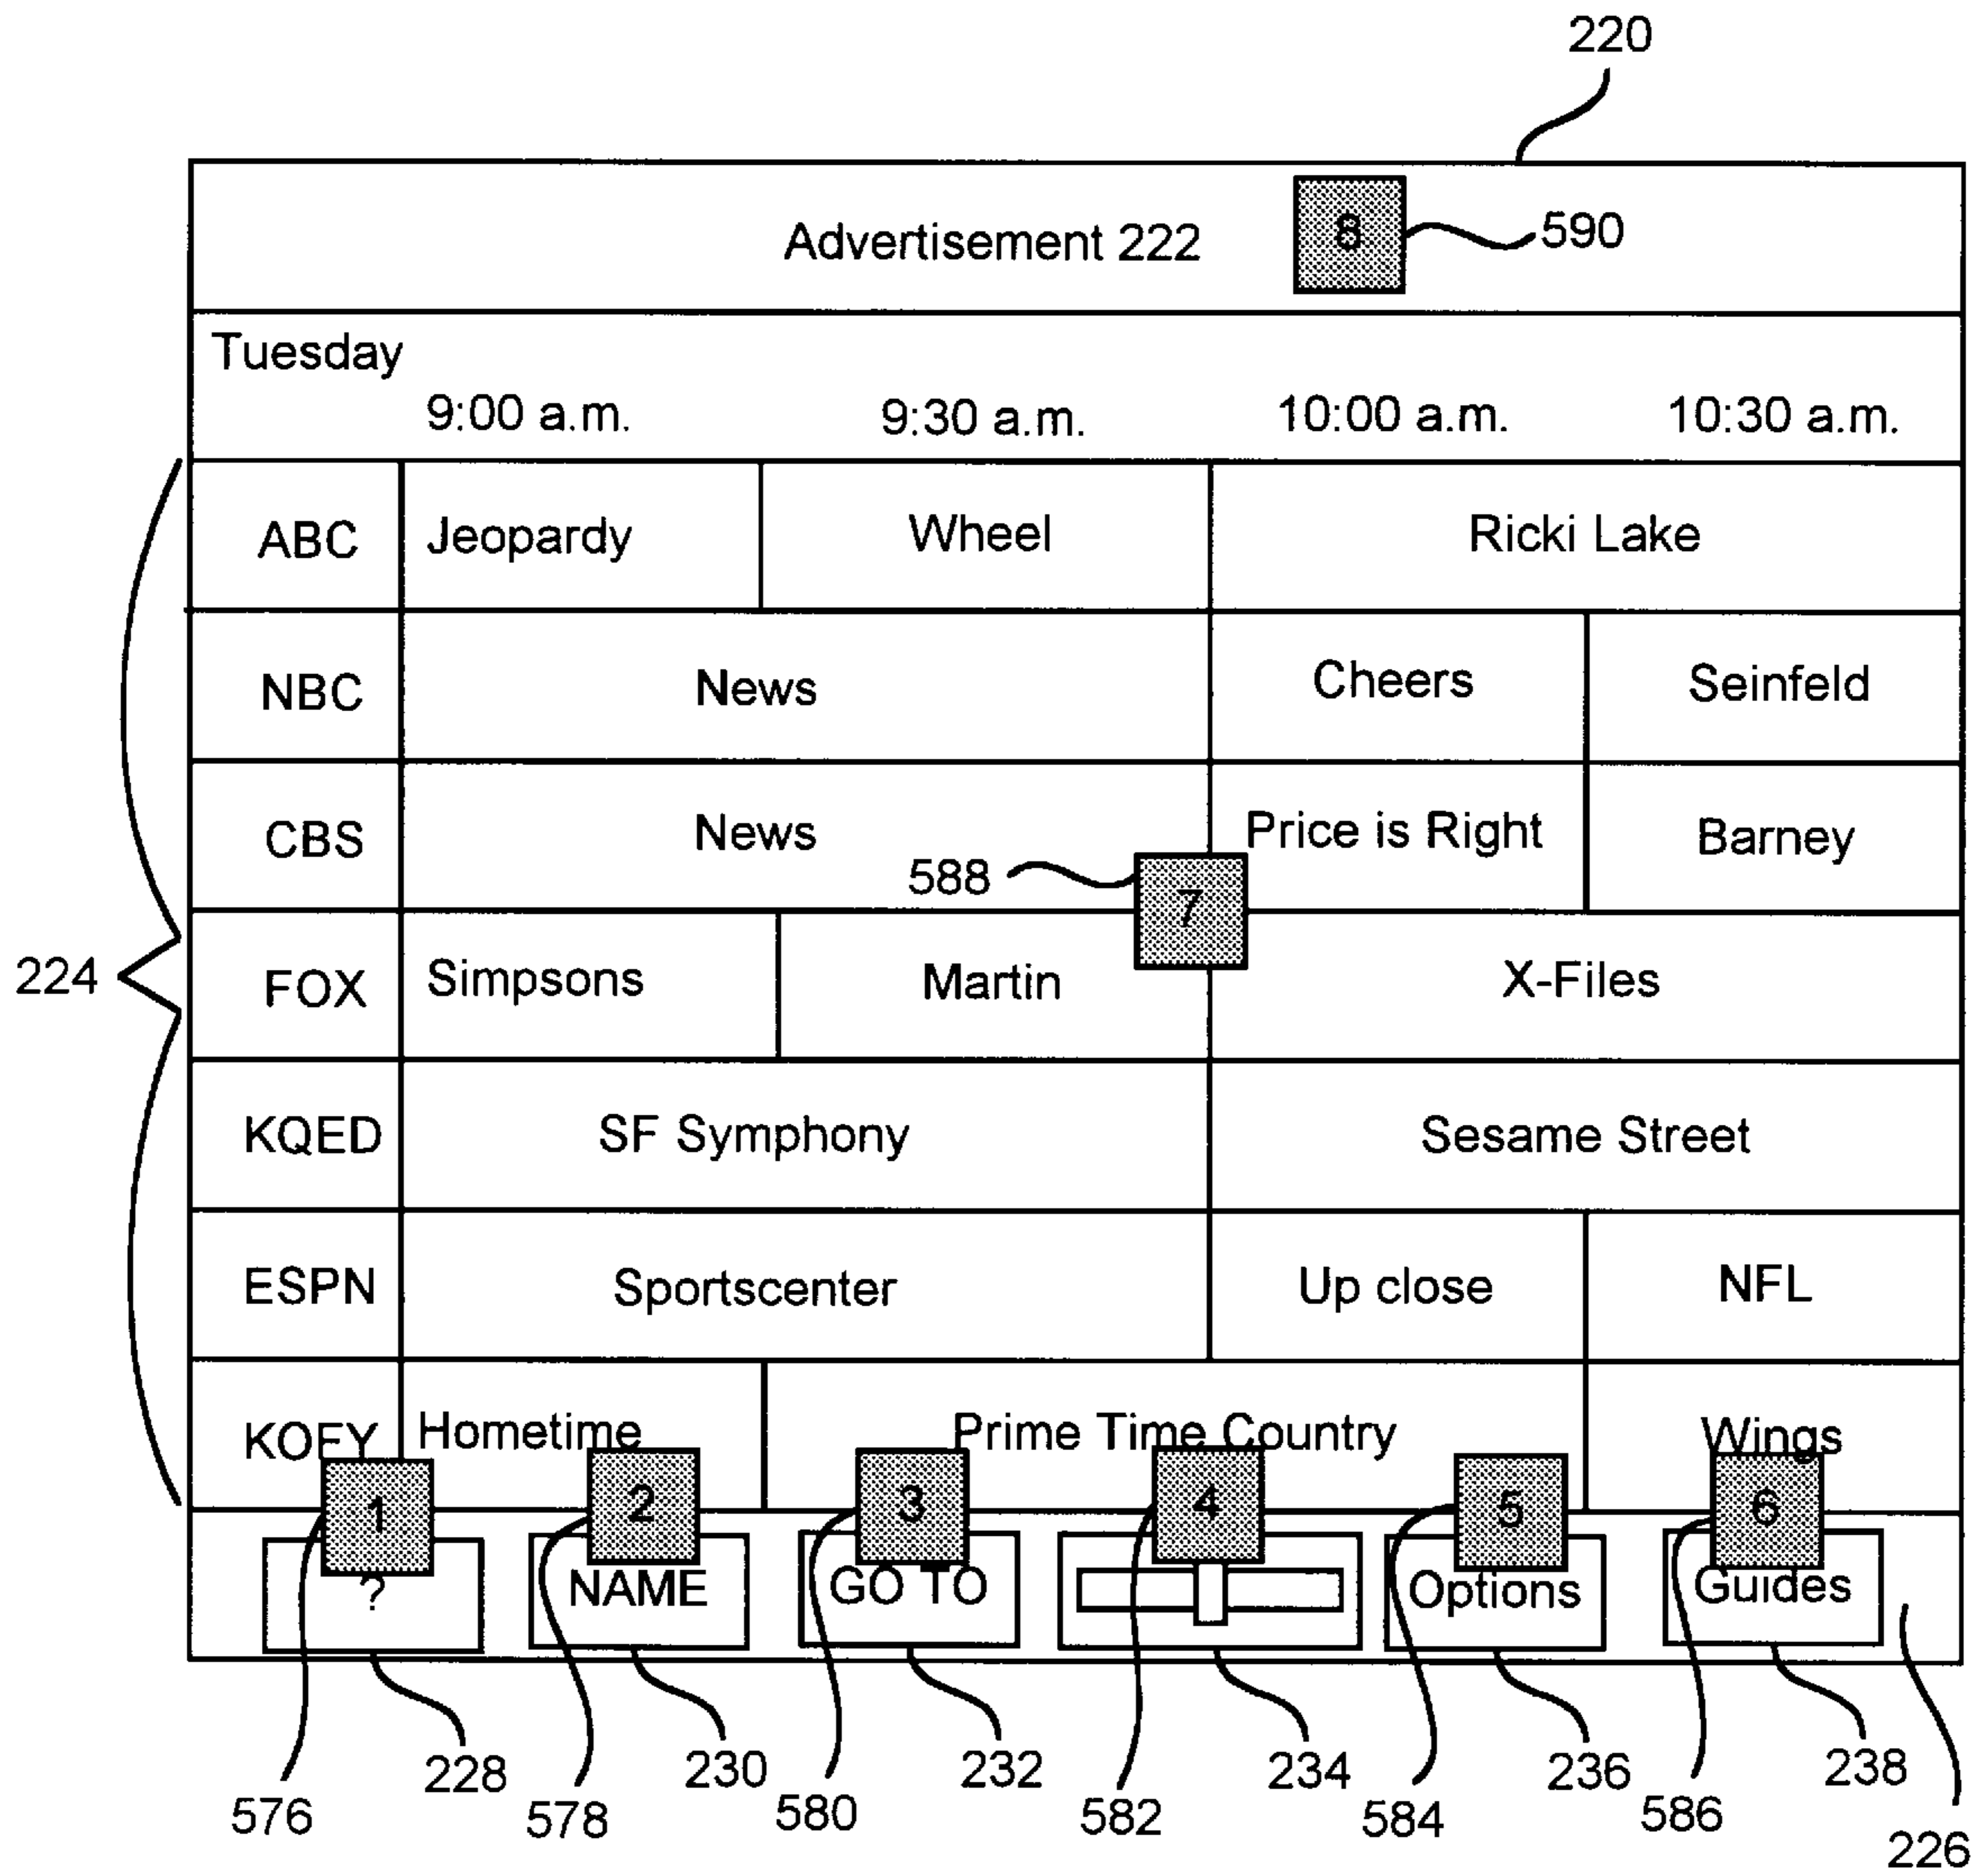 220
Advertisement 222 8 590
Tuesday
9:00 a.m. 9:30 a.m. 10:00 a.m. 10:30 a.m.
ABC Jeopardy Wheel Ricki Lake
NBC News Cheers Seinfeld
CBS News Price is Right Barney
588 7
224 FOX Simpsons Martin X-Files
KQED SF Symphony Sesame Street
ESPN Sportscenter Up close NFL
KOFY Hometime Prime Time Country Wings
1 2 3 4 5 6
? NAME GO TO Options Guides
228 230 232 234 236 238
576 578 580 582 584 586 226